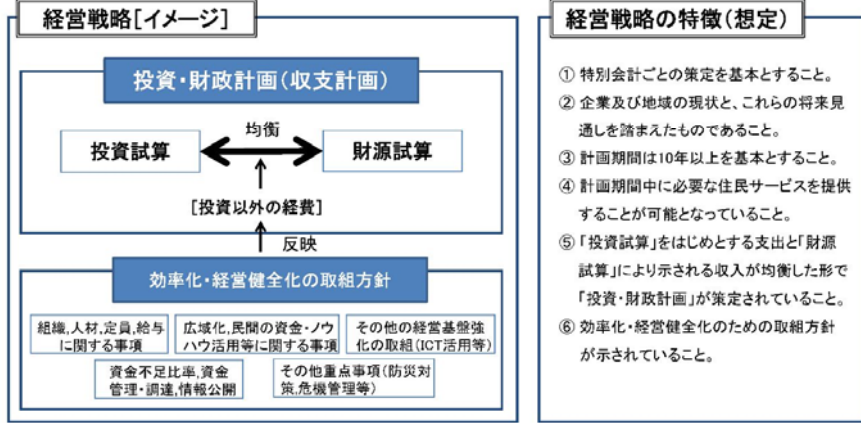 経営戦略[イメージ]
投資・財政計画(収支計画)
投資試算
均衡
財源試算
[投資以外の経費]
反映
効率化・経営健全化の取組方針
組織,人材,定員,給与
に関する事項
広域化,民間の資金・ノウ
ハウ活用等に関する事項
その他の経営基盤強
化の取組(ICT活用等)
資金不足比率,資金
管理・調達,情報公開
その他重点事項(防災対
策,危機管理等)
経営戦略の特徴(想定)
① 特別会計ごとの策定を基本とすること。
② 企業及び地域の現状と、これらの将来見
通しを踏まえたものであること。
③ 計画期間は10年以上を基本とすること。
④ 計画期間中に必要な住民サービスを提供
することが可能となっていること。
⑤ 「投資試算」をはじめとする支出と「財源
試算」により示される収入が均衡した形で
「投資・財政計画」が策定されていること。
⑥ 効率化・経営健全化のための取組方針
が示されていること。